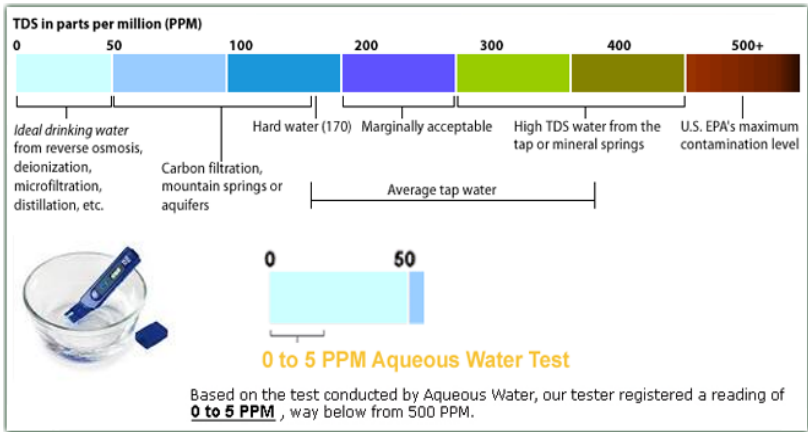 TDS in parts per million (PPM)
0 50 100 200 300 400 500+
Ideal drinking water
from reverse osmosis,
deionization,
microfiltration,
distillation, etc.
Carbon filtration,
mountain springs or
aquifers
Hard water (170)
Marginally acceptable
High TDS water from the
tap or mineral springs
U.S. EPA's maximum
contamination level
Average tap water
0 50
0 to 5 PPM Aqueous Water Test
Based on the test conducted by Aqueous Water, our tester registered a reading of
0 to 5 PPM , way below from 500 PPM.